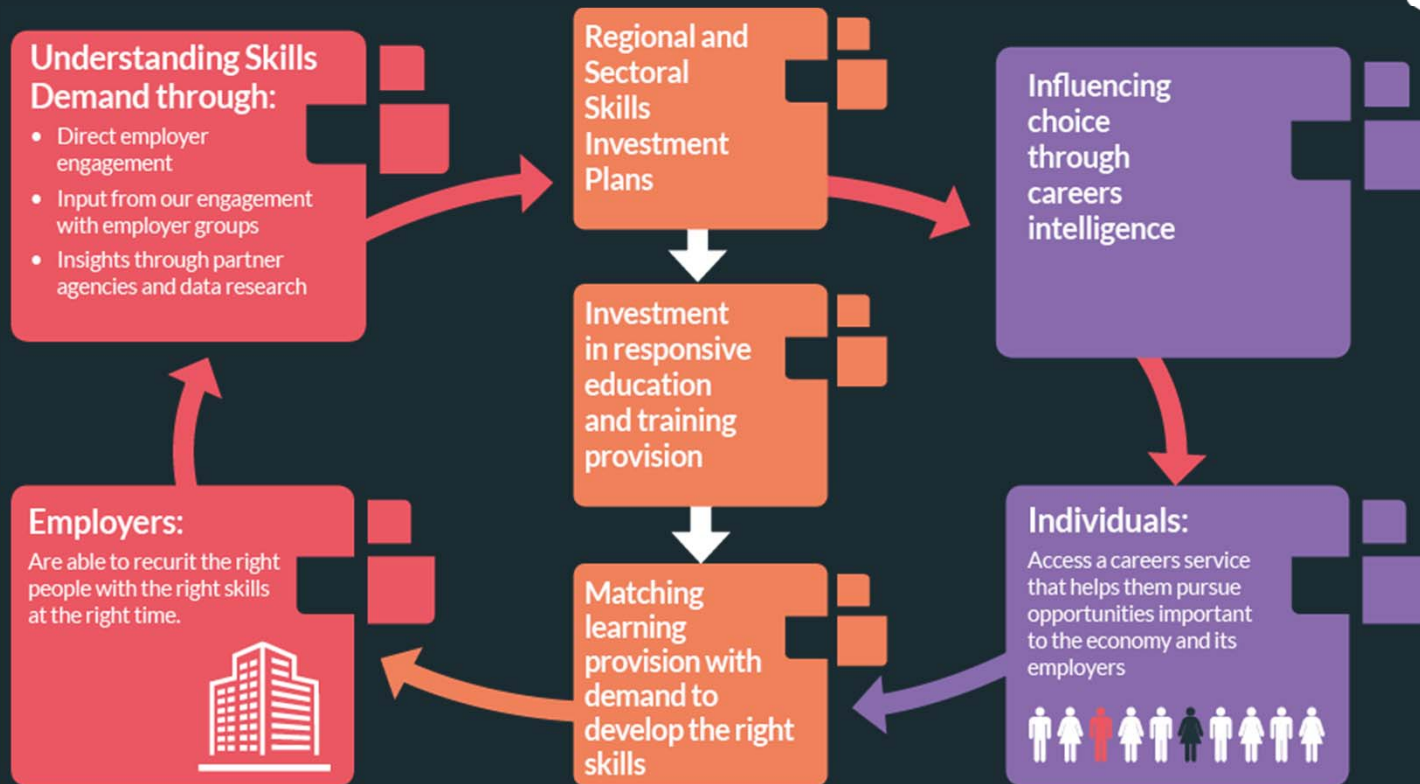 Understanding Skills
Demand through:
• Direct employer
engagement
• Input from our engagement
with employer groups
• Insights through partner
agencies and data research
Regional and
Sectoral
Skills
Investment
Plans
Influencing
choice
through
careers
intelligence
Investment
in responsive
education
and training
provision
Employers:
Are able to recurit the right
people with the right skills
at the right time.
Matching
learning
provision with
demand to
develop the right
skills
Individuals:
Access a careers service
that helps them pursue
opportunities important
to the economy and its
employers